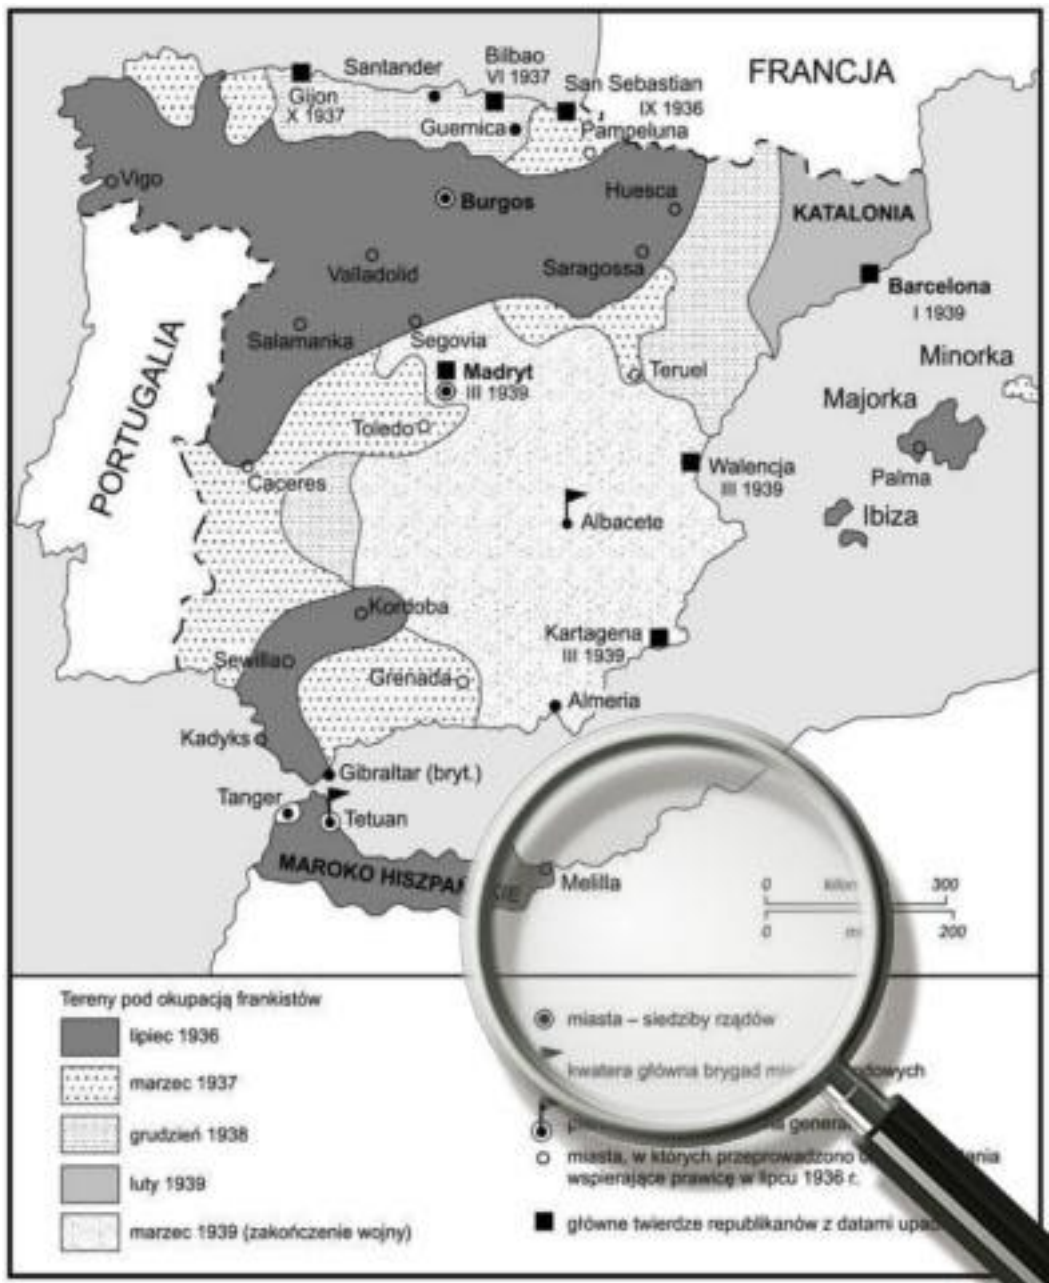 Santander
Bilbao
VI 1937
San Sebastian
IX 1936
FRANCJA
Gijon
X 1937
Guernica
Pampeluna
Vigo
Burgos
Huesca
KATALONIA
Valladolid
Saragossa
Barcelona
I 1939
Salamanka
Segovia
Minorka
PORTUGALIA
Madryt
III 1939
Teruel
Majorka
Toledo
Caceres
Walencja
III 1939
Palma
Ibiza
Albacete
Kordoba
Kartagena
III 1939
Sewilla
Grenada
Almeria
Kadyks
Gibraltar (bryt.)
Tanger
Tetuan
MAROKO
Melilla
0 300
0 200
Tereny pod okupacją frankistów
lipiec 1936
marzec 1937
grudzień 1938
luty 1939
marzec 1939 (zakończenie wojny)
miasta – siedziby rządów
kwatera główna brygad
miasta, w których przeprowadzono
wspierające prawicę w lipcu 1936 r.
główne twierdze republikanów z datami